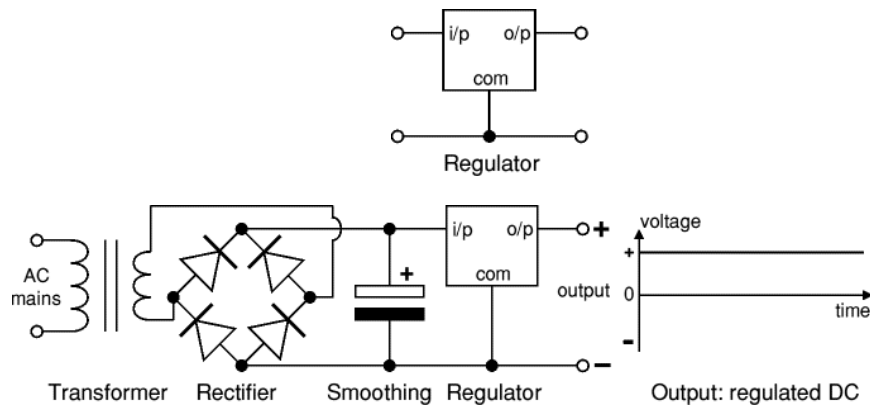 i/p o/p
com
Regulator
i/p o/p
com
+
+
−
AC
mains
output
voltage
+
0
-
time
Transformer Rectifier Smoothing Regulator Output: regulated DC